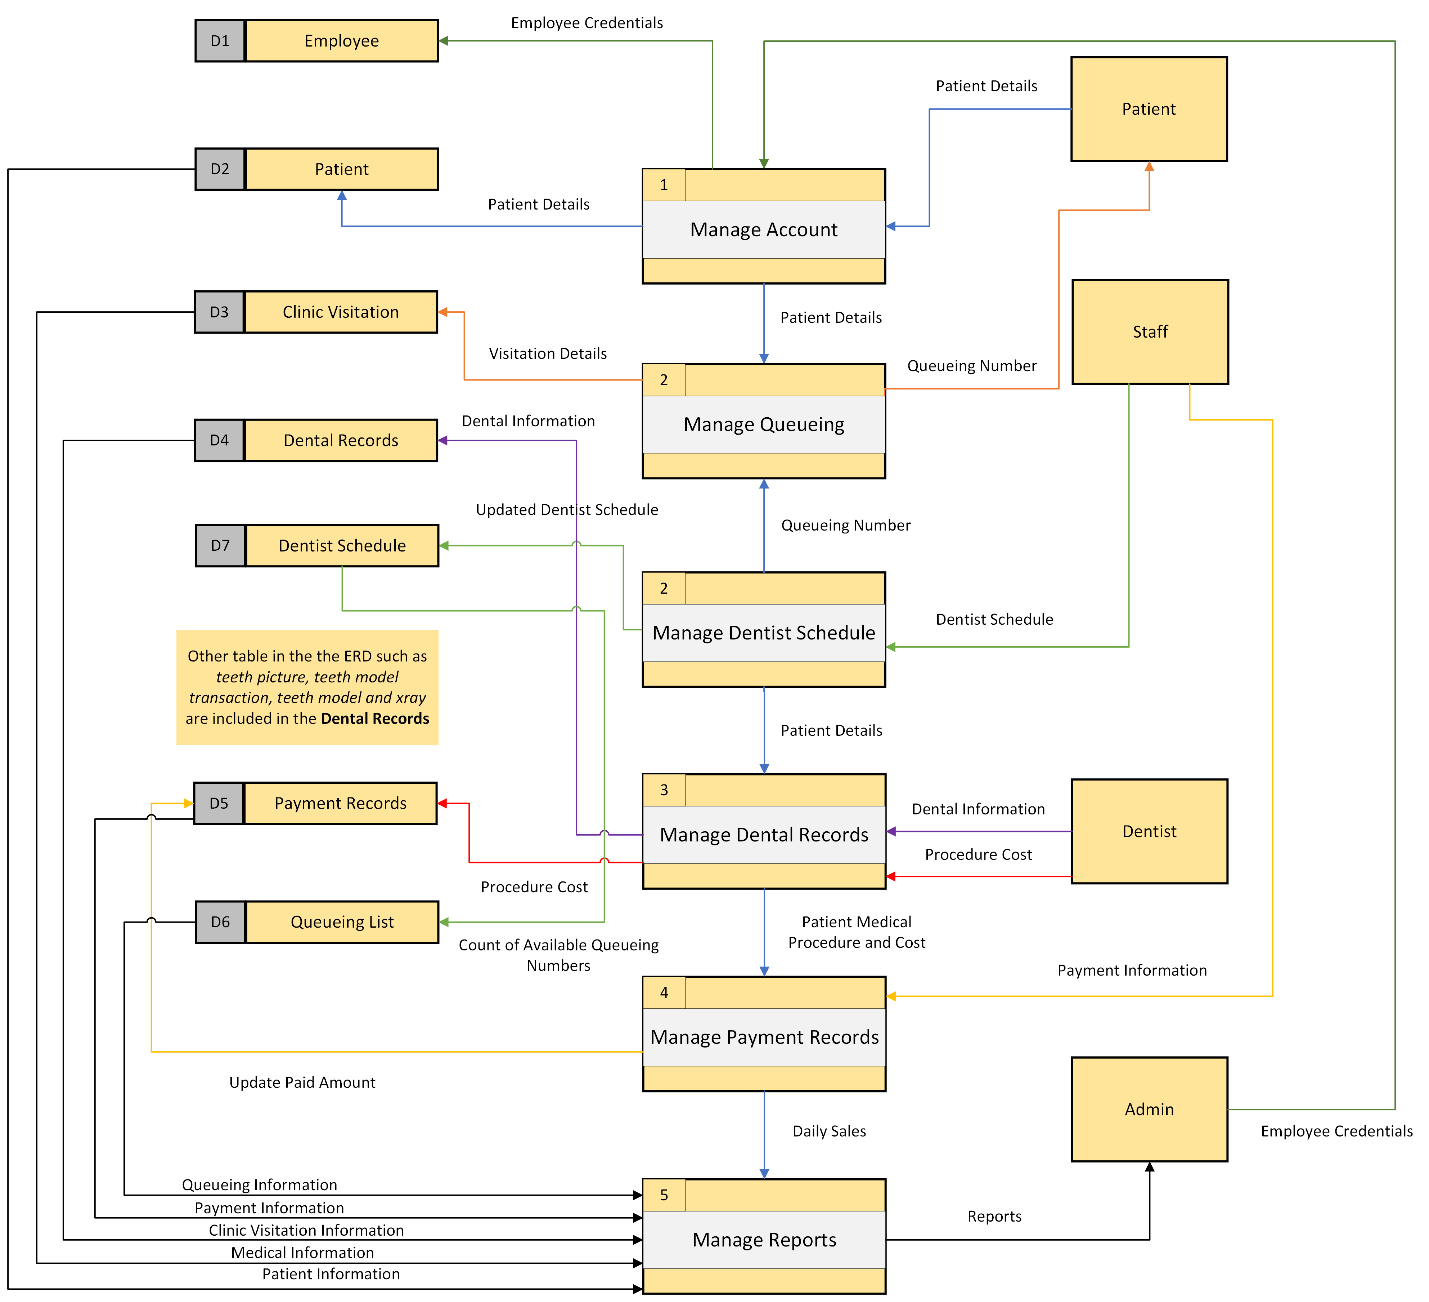 Employee Credentials
D1 Employee
Patient Details
Patient
D2 Patient
1
Patient Details
Manage Account
D3 Clinic Visitation
Patient Details
Staff
Visitation Details
Queueing Number
2
Manage Queueing
Dental Information
D4 Dental Records
Updated Dentist Schedule
Queueing Number
D7 Dentist Schedule
2
Manage Dentist Schedule
Dentist Schedule
Other table in the the ERD such as
teeth picture, teeth model
transaction, teeth model and xray
are included in the Dental Records
Patient Details
3
D5 Payment Records
Dental Information
Manage Dental Records
Dentist
Procedure Cost
Procedure Cost
D6 Queueing List
Patient Medical
Procedure and Cost
Count of Available Queueing
Numbers
Payment Information
4
Manage Payment Records
Update Paid Amount
Admin
Daily Sales
Employee Credentials
Queueing Information
5
Payment Information
Reports
Clinic Visitation Information
Manage Reports
Medical Information
Patient Information